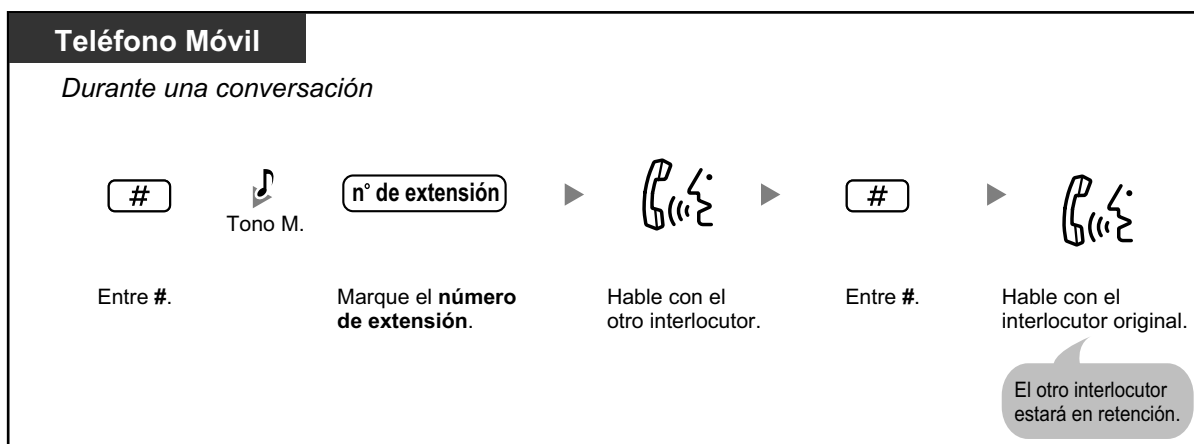 Teléfono Móvil
Durante una conversación
#
Tono M.
n° de extensión
#
Entre #.
Marque el número
de extensión.
Hable con el
otro interlocutor.
Entre #.
Hable con el
interlocutor original.
El otro interlocutor
estará en retención.